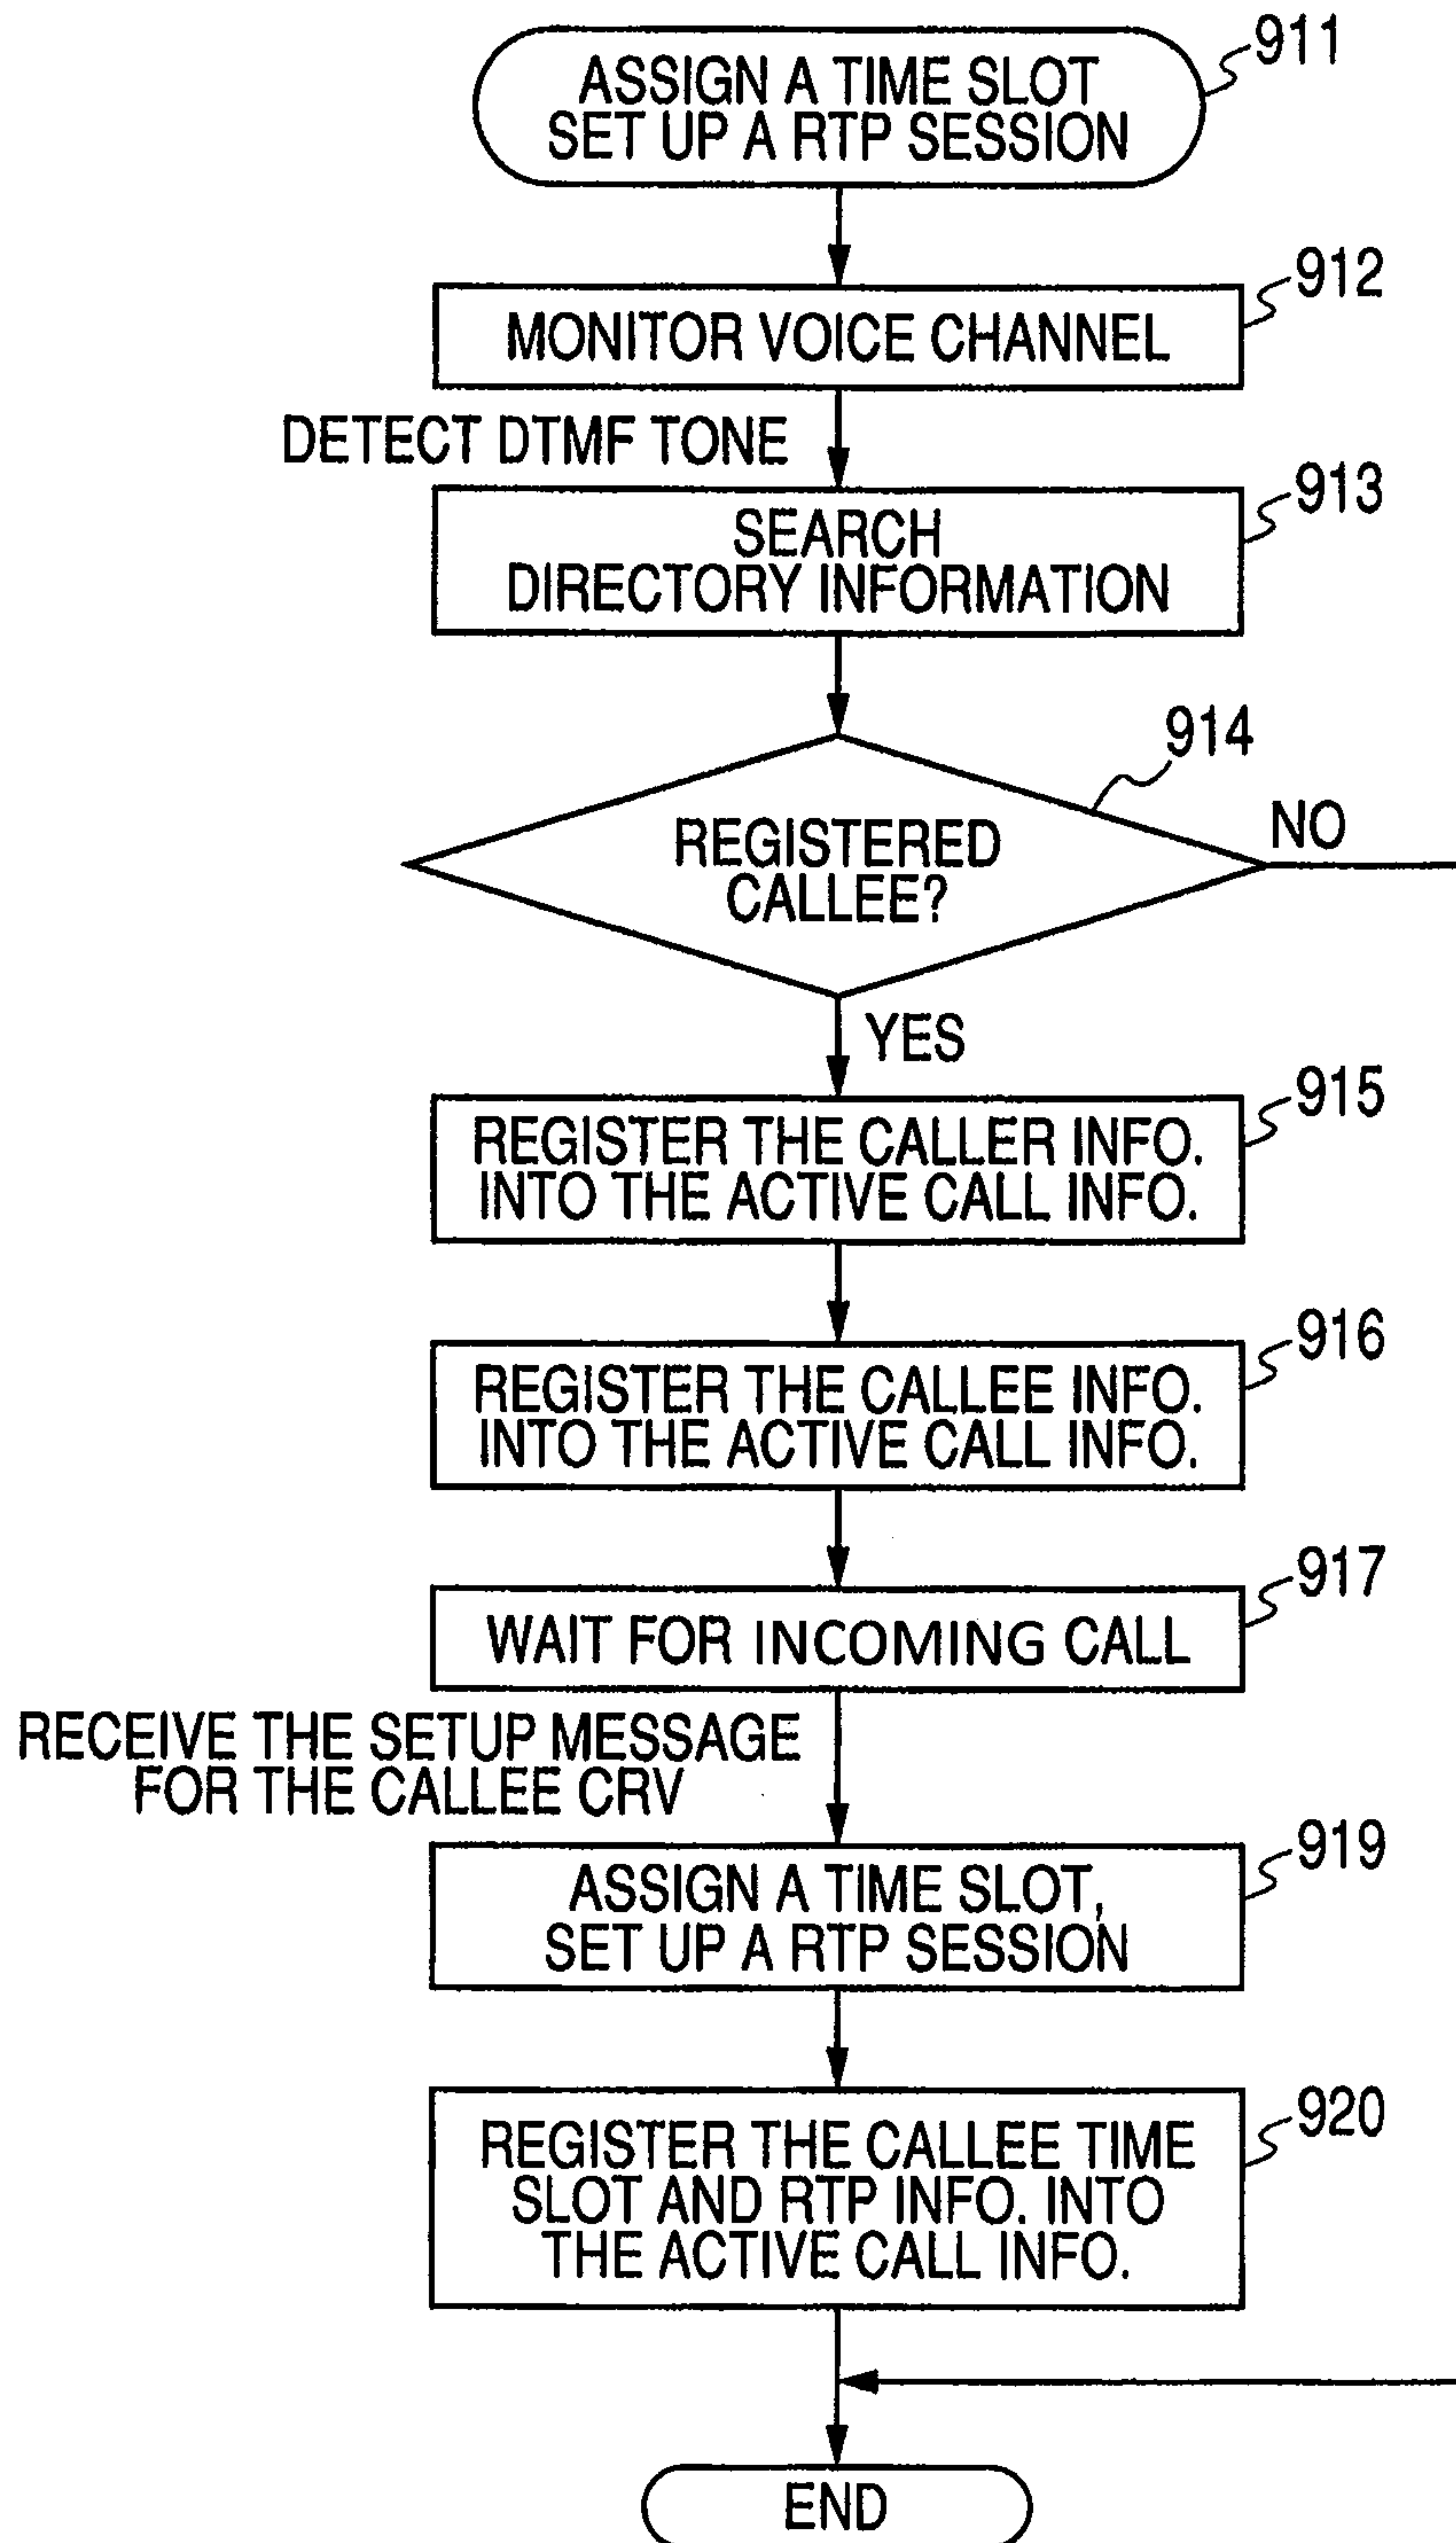 911
ASSIGN A TIME SLOT
SET UP A RTP SESSION
912
MONITOR VOICE CHANNEL
DETECT DTMF TONE
913
SEARCH
DIRECTORY INFORMATION
914
REGISTERED
CALLEE?
NO
YES
915
REGISTER THE CALLER INFO.
INTO THE ACTIVE CALL INFO.
916
REGISTER THE CALLEE INFO.
INTO THE ACTIVE CALL INFO.
917
WAIT FOR INCOMING CALL
RECEIVE THE SETUP MESSAGE
FOR THE CALLEE CRV
919
ASSIGN A TIME SLOT,
SET UP A RTP SESSION
920
REGISTER THE CALLEE TIME
SLOT AND RTP INFO. INTO
THE ACTIVE CALL INFO.
END